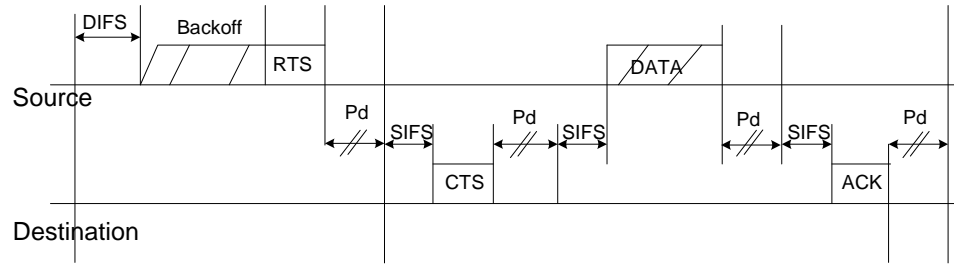 DIFS
Backoff
RTS
DATA
Source
Pd
SIFS
Pd
SIFS
Pd
SIFS
Pd
CTS
ACK
Destination